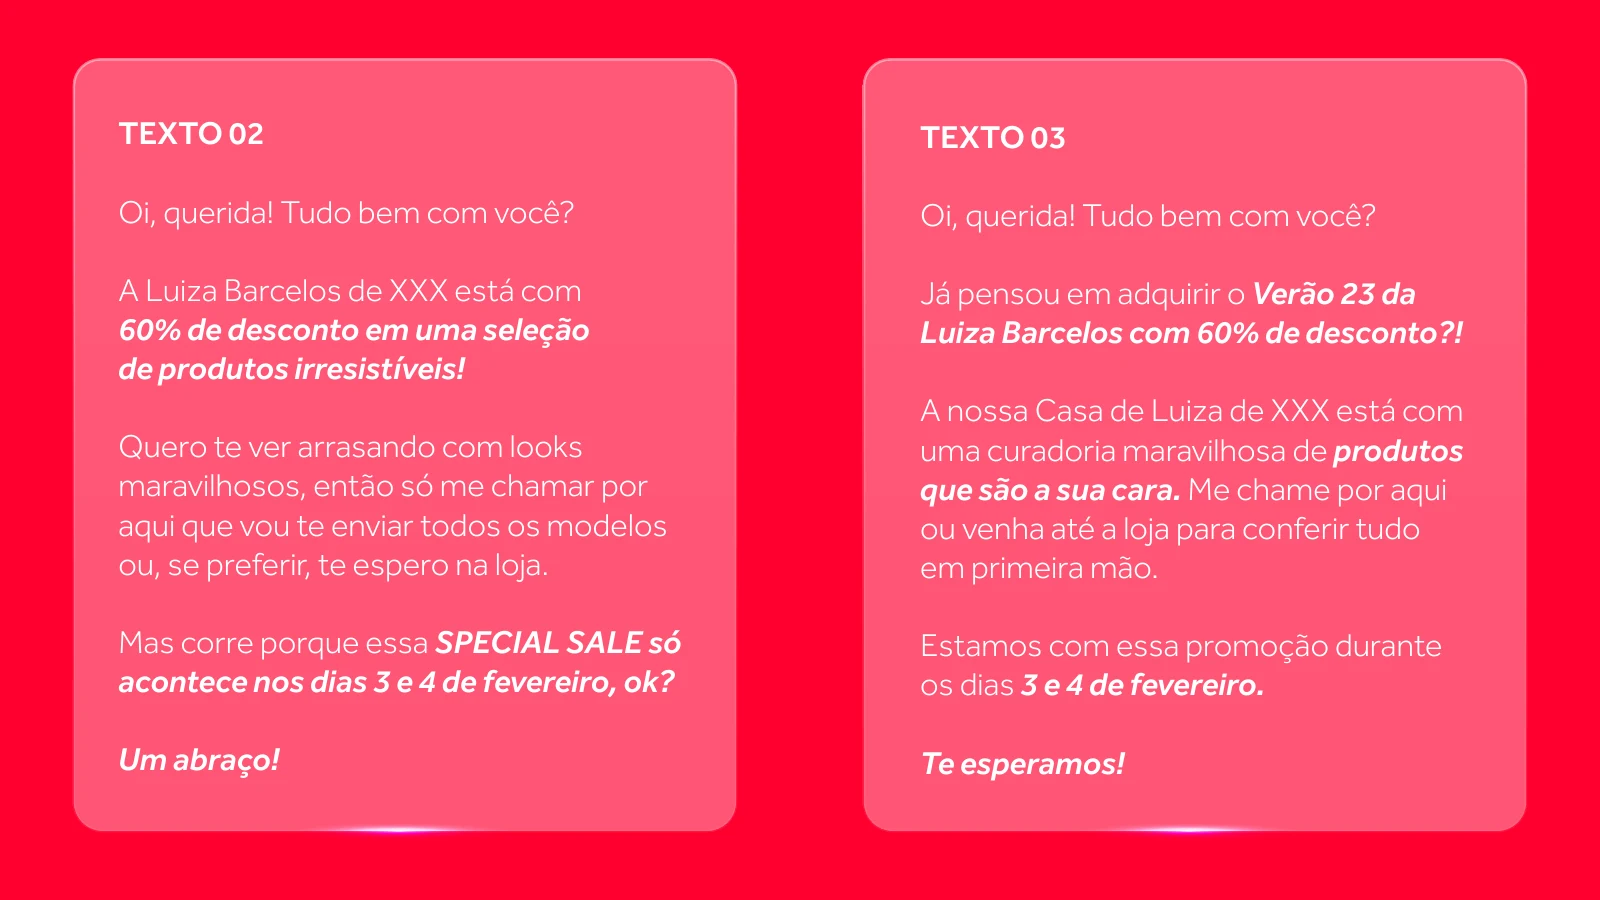 TEXTO 02
Oi, querida! Tudo bem com você?
A Luiza Barcelos de XXX está com
60% de desconto em uma seleção
de produtos irresistíveis!
Quero te ver arrasando com looks
maravilhosos, então só me chamar por
aqui que vou te enviar todos os modelos
ou, se preferir, te espero na loja.
Mas corre porque essa SPECIAL SALE só
acontece nos dias 3 e 4 de fevereiro, ok?
Um abraço!
TEXTO 03
Oi, querida! Tudo bem com você?
Já pensou em adquirir o Verão 23 da
Luiza Barcelos com 60% de desconto?!
A nossa Casa de Luiza de XXX está com
uma curadoria maravilhosa de produtos
que são a sua cara. Me chame por aqui
ou venha até a loja para conferir tudo
em primeira mão.
Estamos com essa promoção durante
os dias 3 e 4 de fevereiro.
Te esperamos!